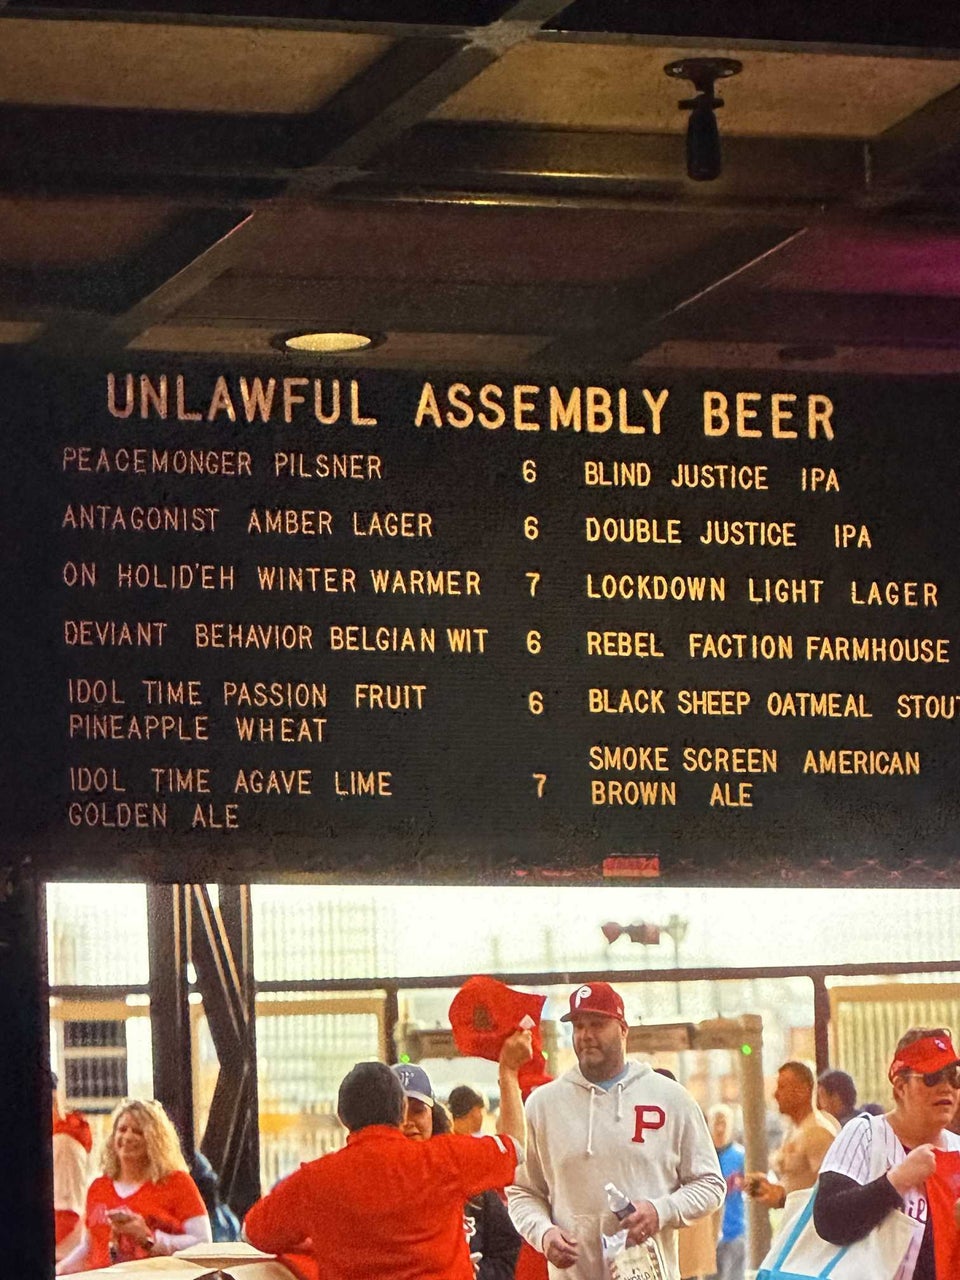 UNLAWFUL ASSEMBLY BEER
PEACEMONGER PILSNER 6
ANTAGONIST AMBER LAGER 6
ON HOLID'EH WINTER WARMER 7
DEVIANT BEHAVIOR BELGIAN WIT 6
IDOL TIME PASSION FRUIT 6
PINEAPPLE WHEAT
IDOL TIME AGAVE LIME 7
GOLDEN ALE
BLIND JUSTICE IPA
DOUBLE JUSTICE IPA
LOCKDOWN LIGHT LAGER
REBEL FACTION FARMHOUSE
BLACK SHEEP OATMEAL STOU
SMOKE SCREEN AMERICAN
BROWN ALE
P
P